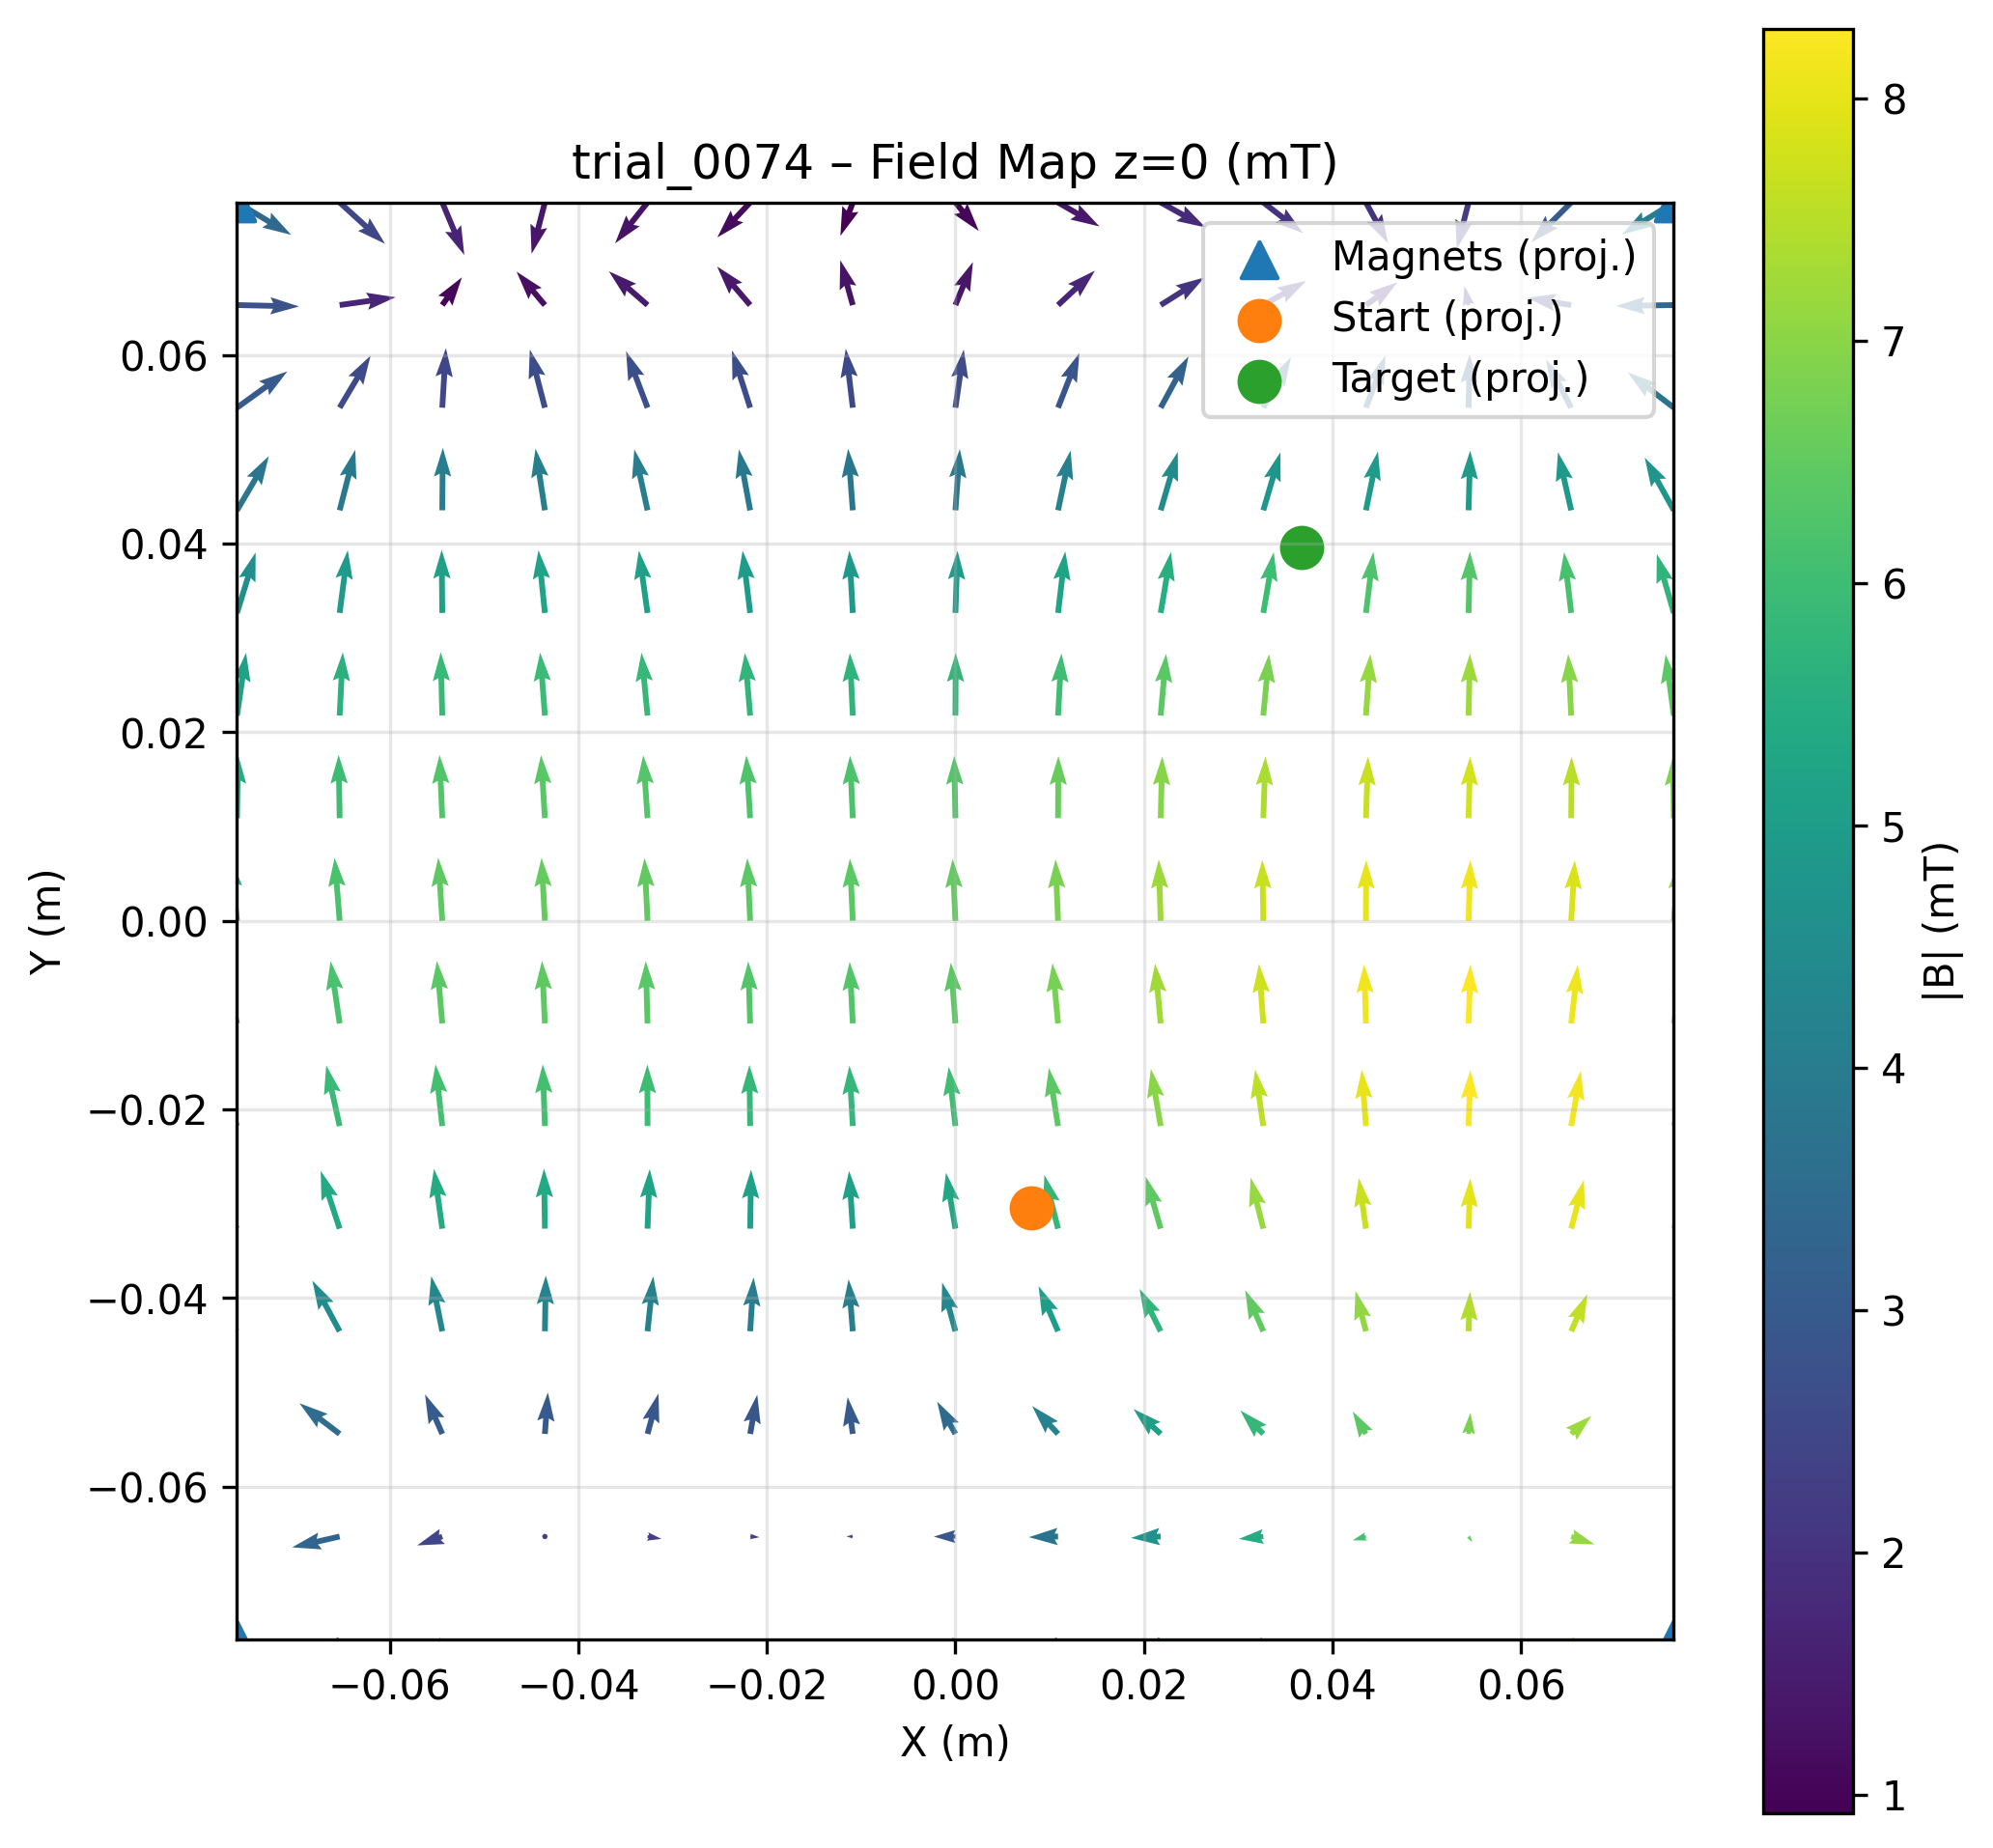 trial_0074 – Field Map z=0 (mT)
Magnets (proj.)
Start (proj.)
Target (proj.)
0.06
0.04
0.02
0.00
−0.02
−0.04
−0.06
Y (m)
−0.06 −0.04 −0.02 0.00 0.02 0.04 0.06
X (m)
8
7
6
5
4
3
2
1
|B| (mT)